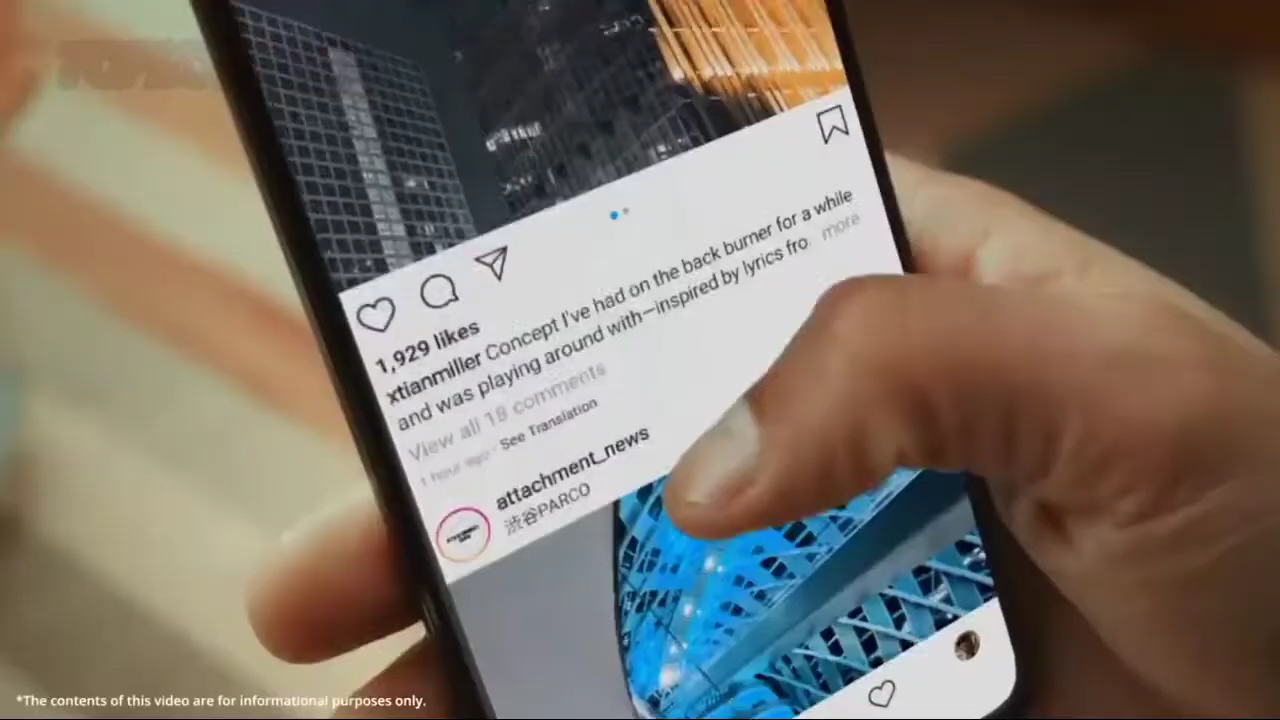 1,929 likes
xtianmiller Concept I've had on the back burner for a while
and was playing around with—inspired by lyrics fro more
View all 18 comments
1 hour ago · See Translation
attachment_news
渋谷PARCO
*The contents of this video are for informational purposes only.